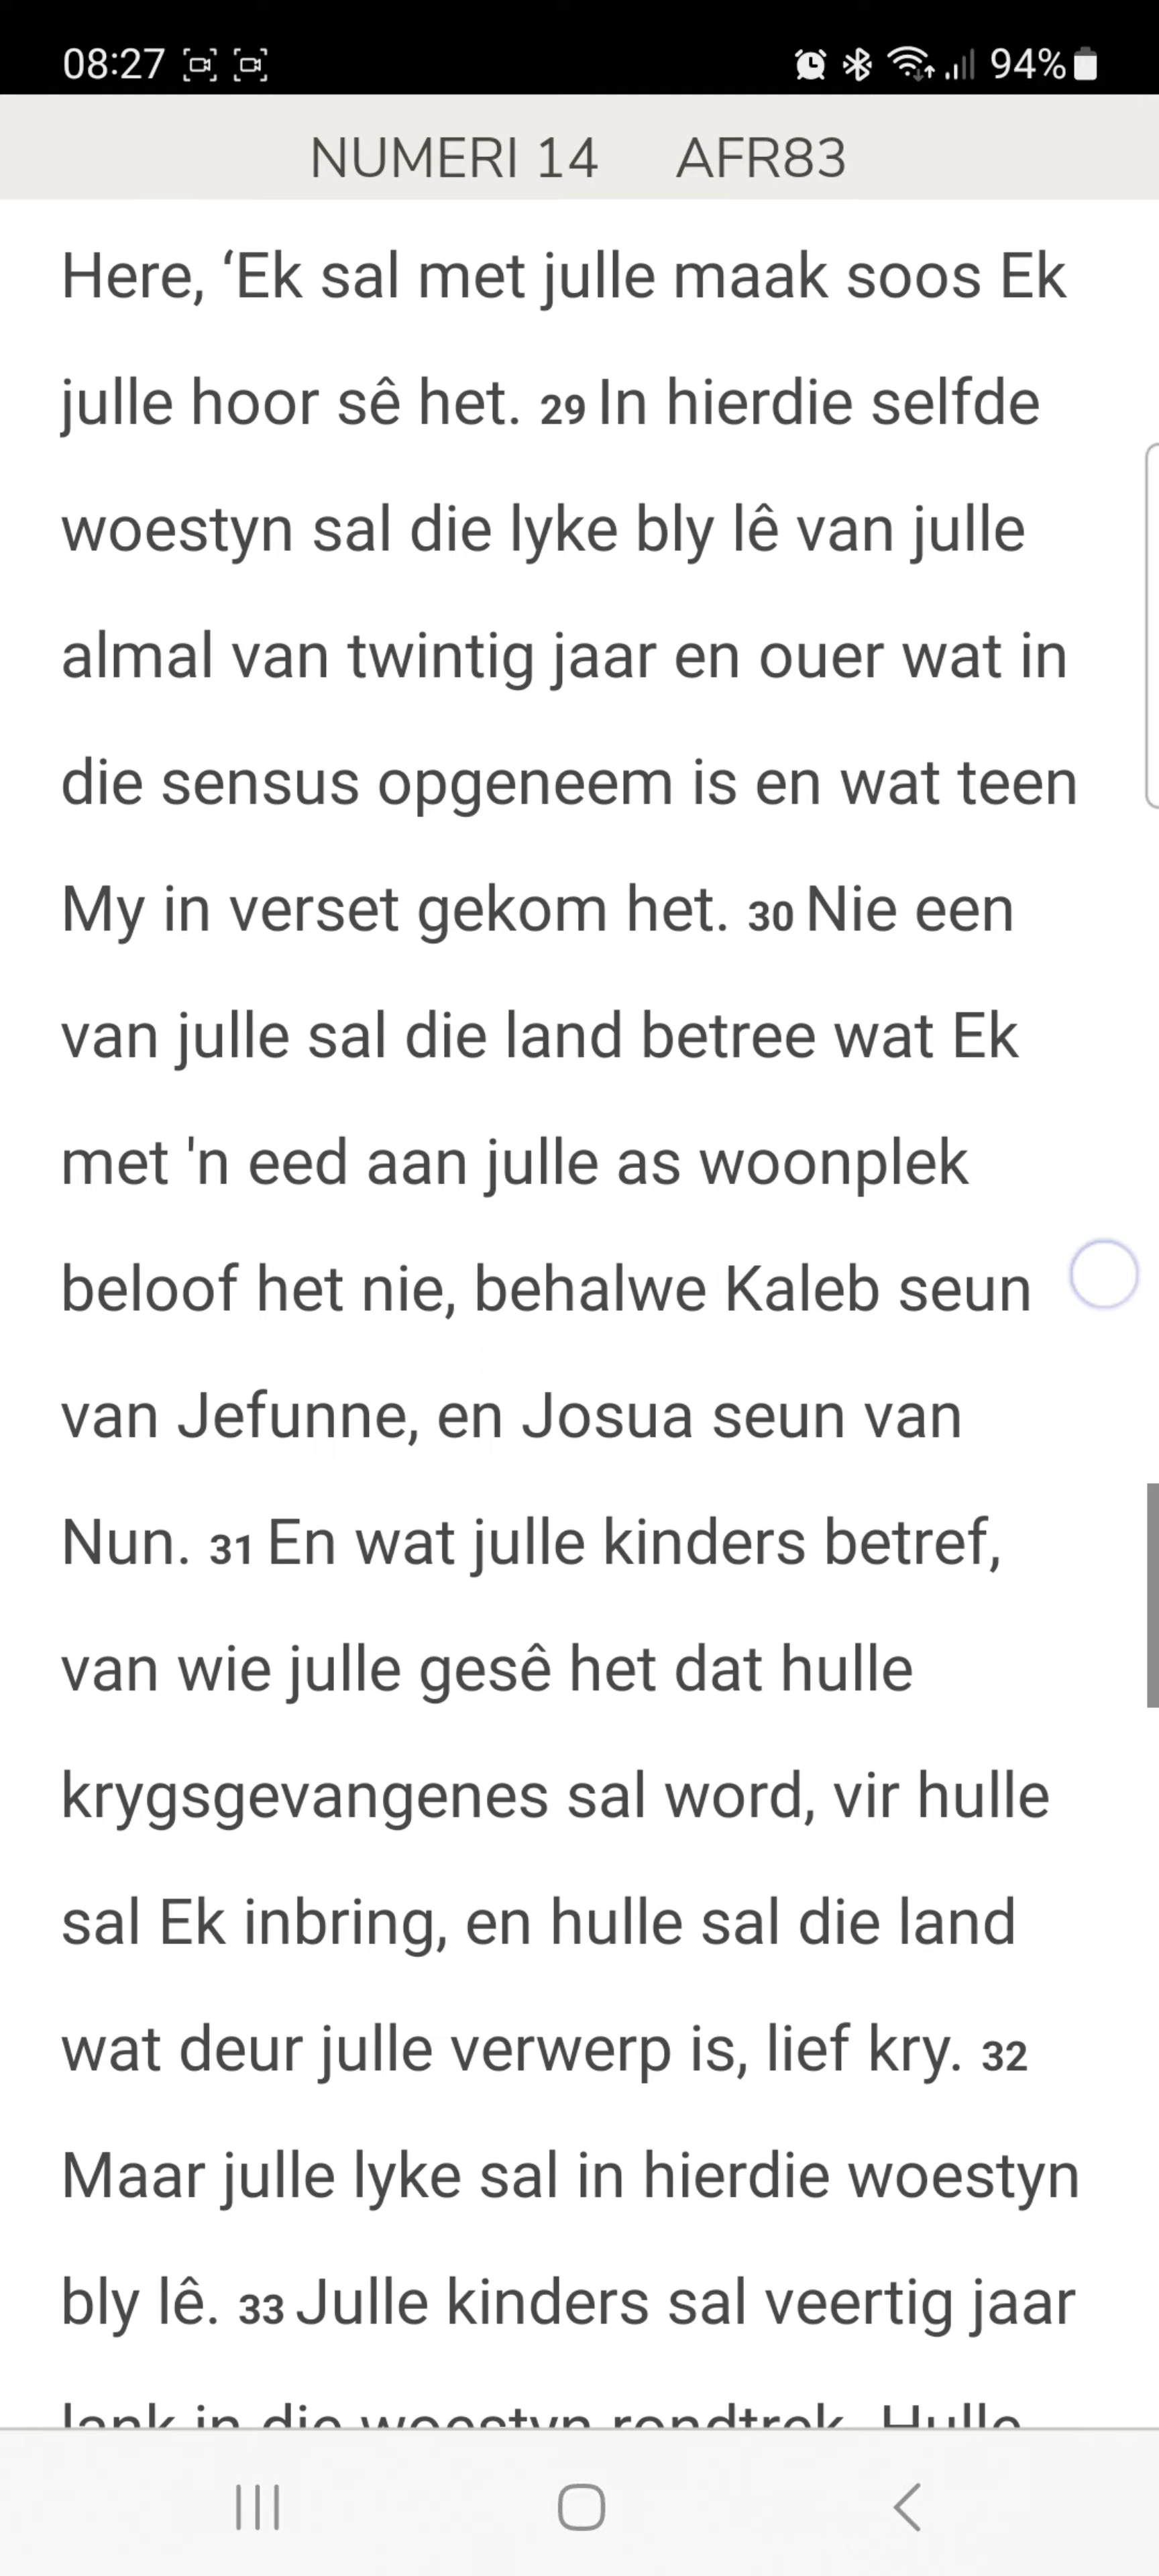 08:27 94%
NUMERI 14 AFR83
Here, ‘Ek sal met julle maak soos Ek
julle hoor sê het. 29 In hierdie selfde
woestyn sal die lyke bly lê van julle
almal van twintig jaar en ouer wat in
die sensus opgeneem is en wat teen
My in verset gekom het. 30 Nie een
van julle sal die land betree wat Ek
met 'n eed aan julle as woonplek
beloof het nie, behalwe Kaleb seun
van Jefunne, en Josua seun van
Nun. 31 En wat julle kinders betref,
van wie julle gesê het dat hulle
krygsgevangenes sal word, vir hulle
sal Ek inbring, en hulle sal die land
wat deur julle verwerp is, lief kry. 32
Maar julle lyke sal in hierdie woestyn
bly lê. 33 Julle kinders sal veertig jaar
lank in die woestyn rondtrek. Hulle